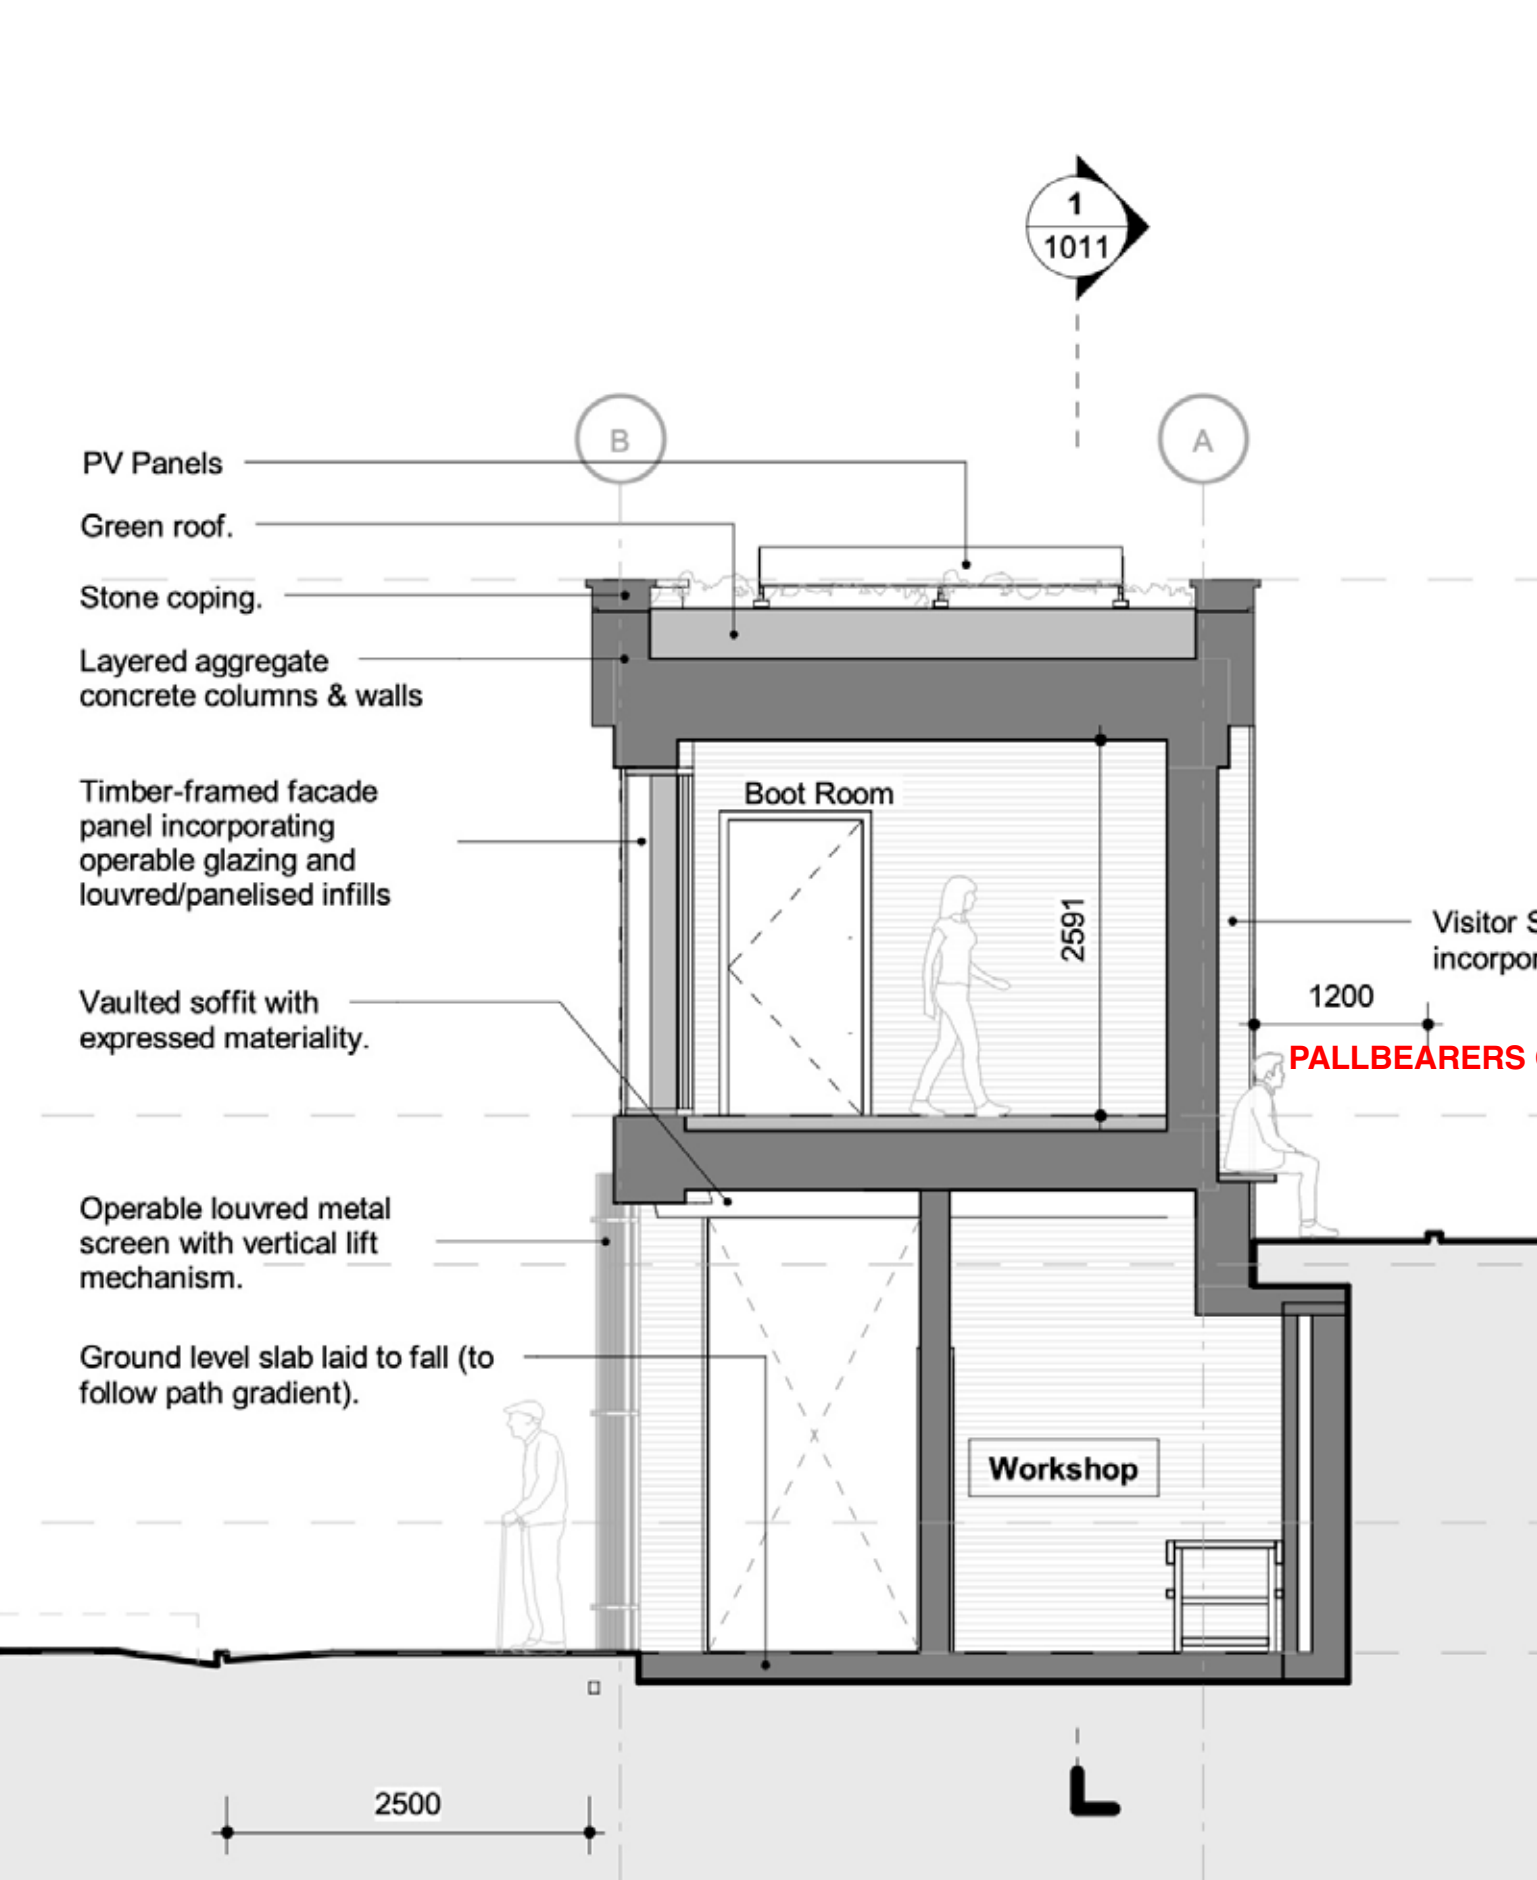 1
1011
B
A
PV Panels
Green roof.
Stone coping.
Layered aggregate
concrete columns & walls
Timber-framed facade
panel incorporating
operable glazing and
louvred/panelised infills
Boot Room
2591
Visitor
1200
PALLBEARERS
Vaulted soffit with
expressed materiality.
Operable louvred metal
screen with vertical lift
mechanism.
Ground level slab laid to fall (to
follow path gradient).
Workshop
2500